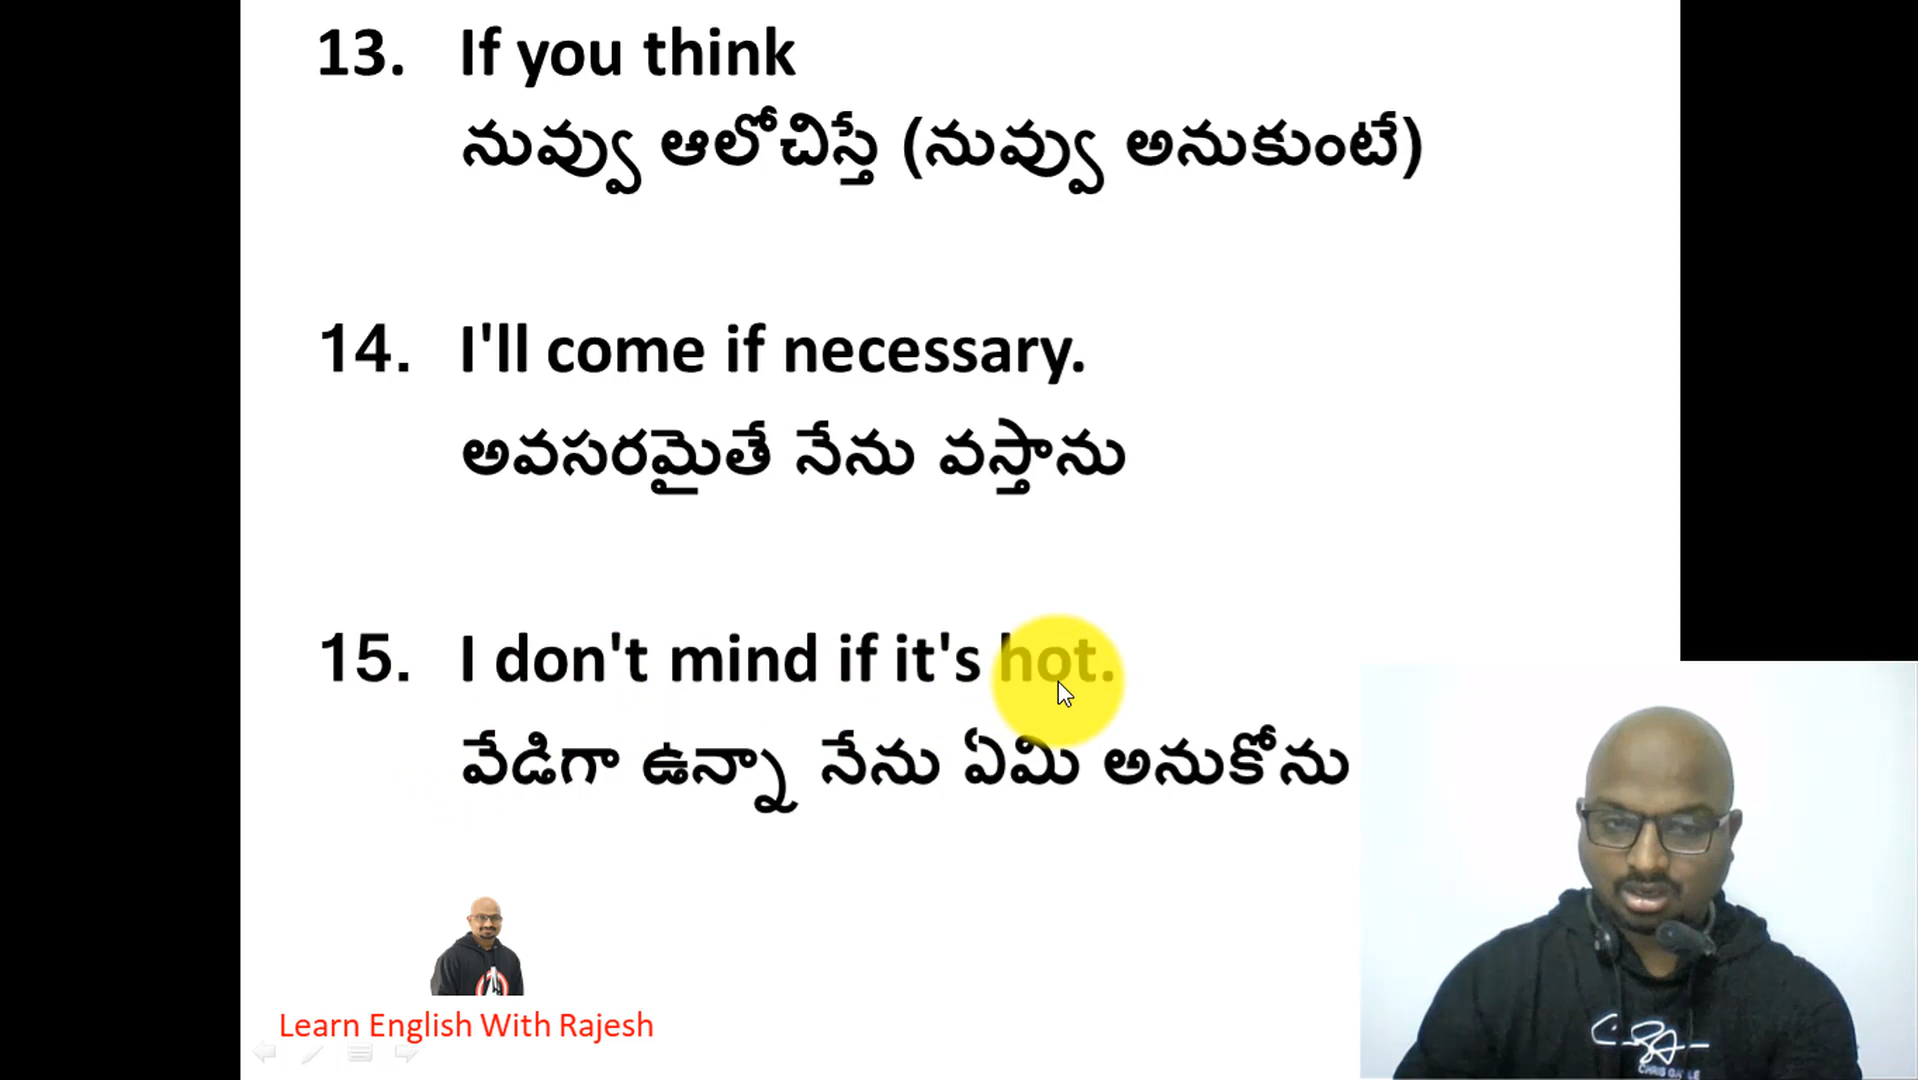 13. If you think
నువ్వు ఆలోచిస్తే (నువ్వు అనుకుంటే)
14. I'll come if necessary.
అవసరమైతే నేను వస్తాను
15. I don't mind if it's hot.
వేడిగా ఉన్నా నేను ఏమి అనుకోను
Learn English With Rajesh